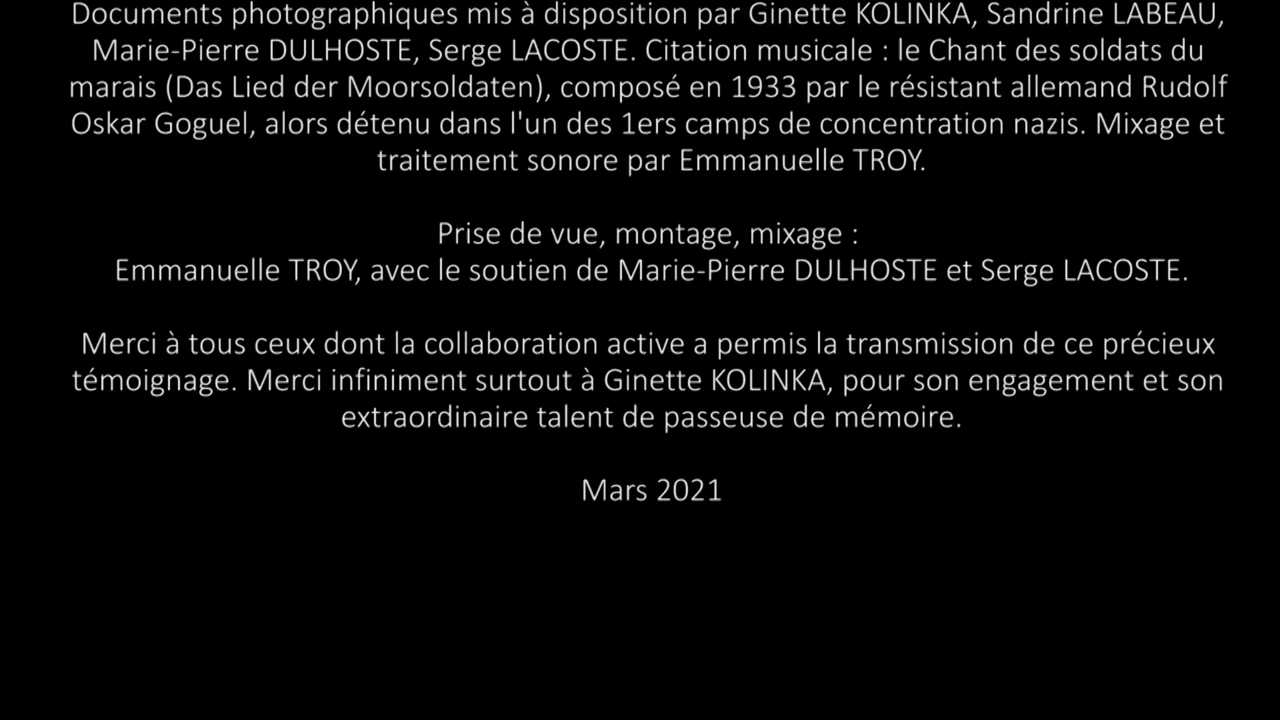 Documents photographiques mis à disposition par Ginette KOLINKA, Sandrine LABEAU,
Marie-Pierre DULHOSTE, Serge LACOSTE. Citation musicale : le Chant des soldats du
marais (Das Lied der Moorsoldaten), composé en 1933 par le résistant allemand Rudolf
Oskar Goguel, alors détenu dans l'un des 1ers camps de concentration nazis. Mixage et
traitement sonore par Emmanuelle TROY.
Prise de vue, montage, mixage :
Emmanuelle TROY, avec le soutien de Marie-Pierre DULHOSTE et Serge LACOSTE.
Merci à tous ceux dont la collaboration active a permis la transmission de ce précieux
témoignage. Merci infiniment surtout à Ginette KOLINKA, pour son engagement et son
extraordinaire talent de passeuse de mémoire.
Mars 2021